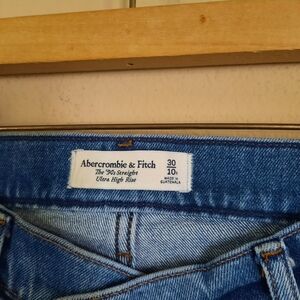 Abercrombie & Fitch
The '90s Straight
Ultra High Rise
30
10R
MADE IN
GUATEMALA